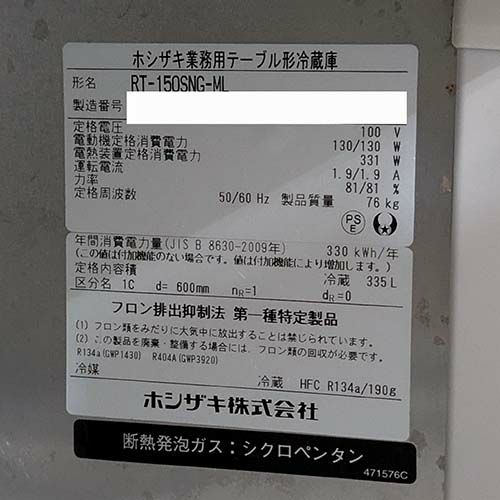 ホシザキ業務用テーブル形冷蔵庫
形名 RT-150SNG-ML
製造番号
定格電圧 100 V
電動機定格消費電力 130/130 W
電熱装置定格消費電力 331 W
運転電流 1.9/1.9 A
力率 81/81 %
定格周波数 50/60 Hz 製品質量 76 kg
PS E
年間消費電力量(JIS B 8630-2009年) 330 kWh/年
(この値は付加機能のない場合です。値は付加機能により増加します。)
定格内容積 冷蔵 335L
区分名 1C d= 600mm nR=1 dR=0
フロン排出抑制法 第一種特定製品
(1) フロン類をみだりに大気中に放出することは禁じられています。
(2) この製品を廃棄・整備する場合には、フロン類の回収が必要です。
R134a(GWP1430) R404A(GWP3920)
冷媒 冷蔵 HFC R134a/190g
ホシザキ株式会社
断熱発泡ガス:シクロペンタン
471576C